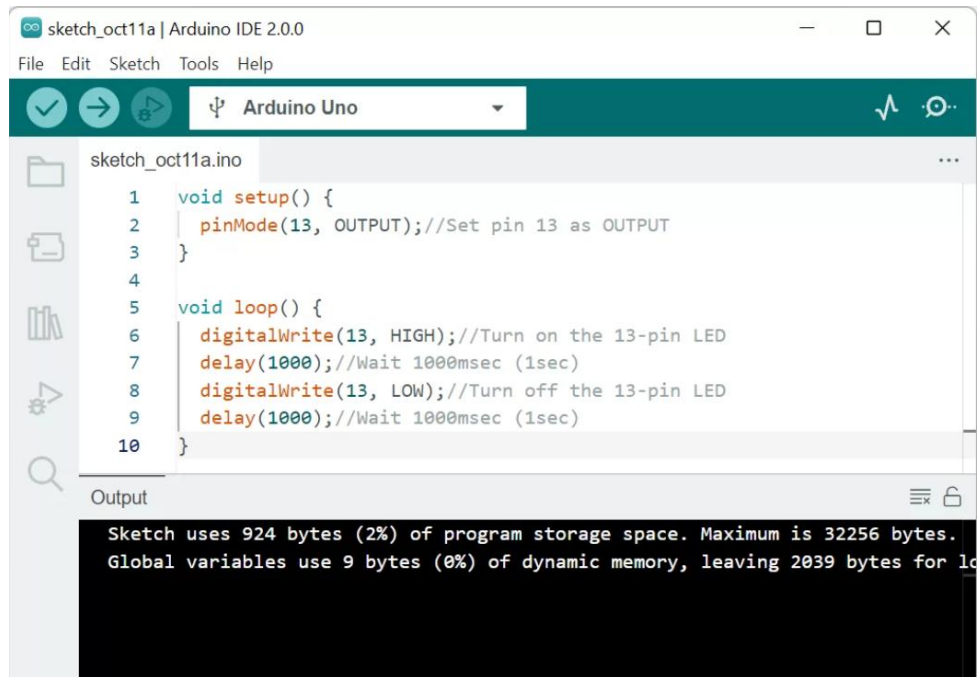 sketch_oct11a | Arduino IDE 2.0.0
File Edit Sketch Tools Help
Arduino Uno
sketch_oct11a.ino
1 void setup() {
2 pinMode(13, OUTPUT);//Set pin 13 as OUTPUT
3 }
4
5 void loop() {
6 digitalWrite(13, HIGH);//Turn on the 13-pin LED
7 delay(1000);//Wait 1000msec (1sec)
8 digitalWrite(13, LOW);//Turn off the 13-pin LED
9 delay(1000);//Wait 1000msec (1sec)
10 }
Output
Sketch uses 924 bytes (2%) of program storage space. Maximum is 32256 bytes.
Global variables use 9 bytes (0%) of dynamic memory, leaving 2039 bytes for